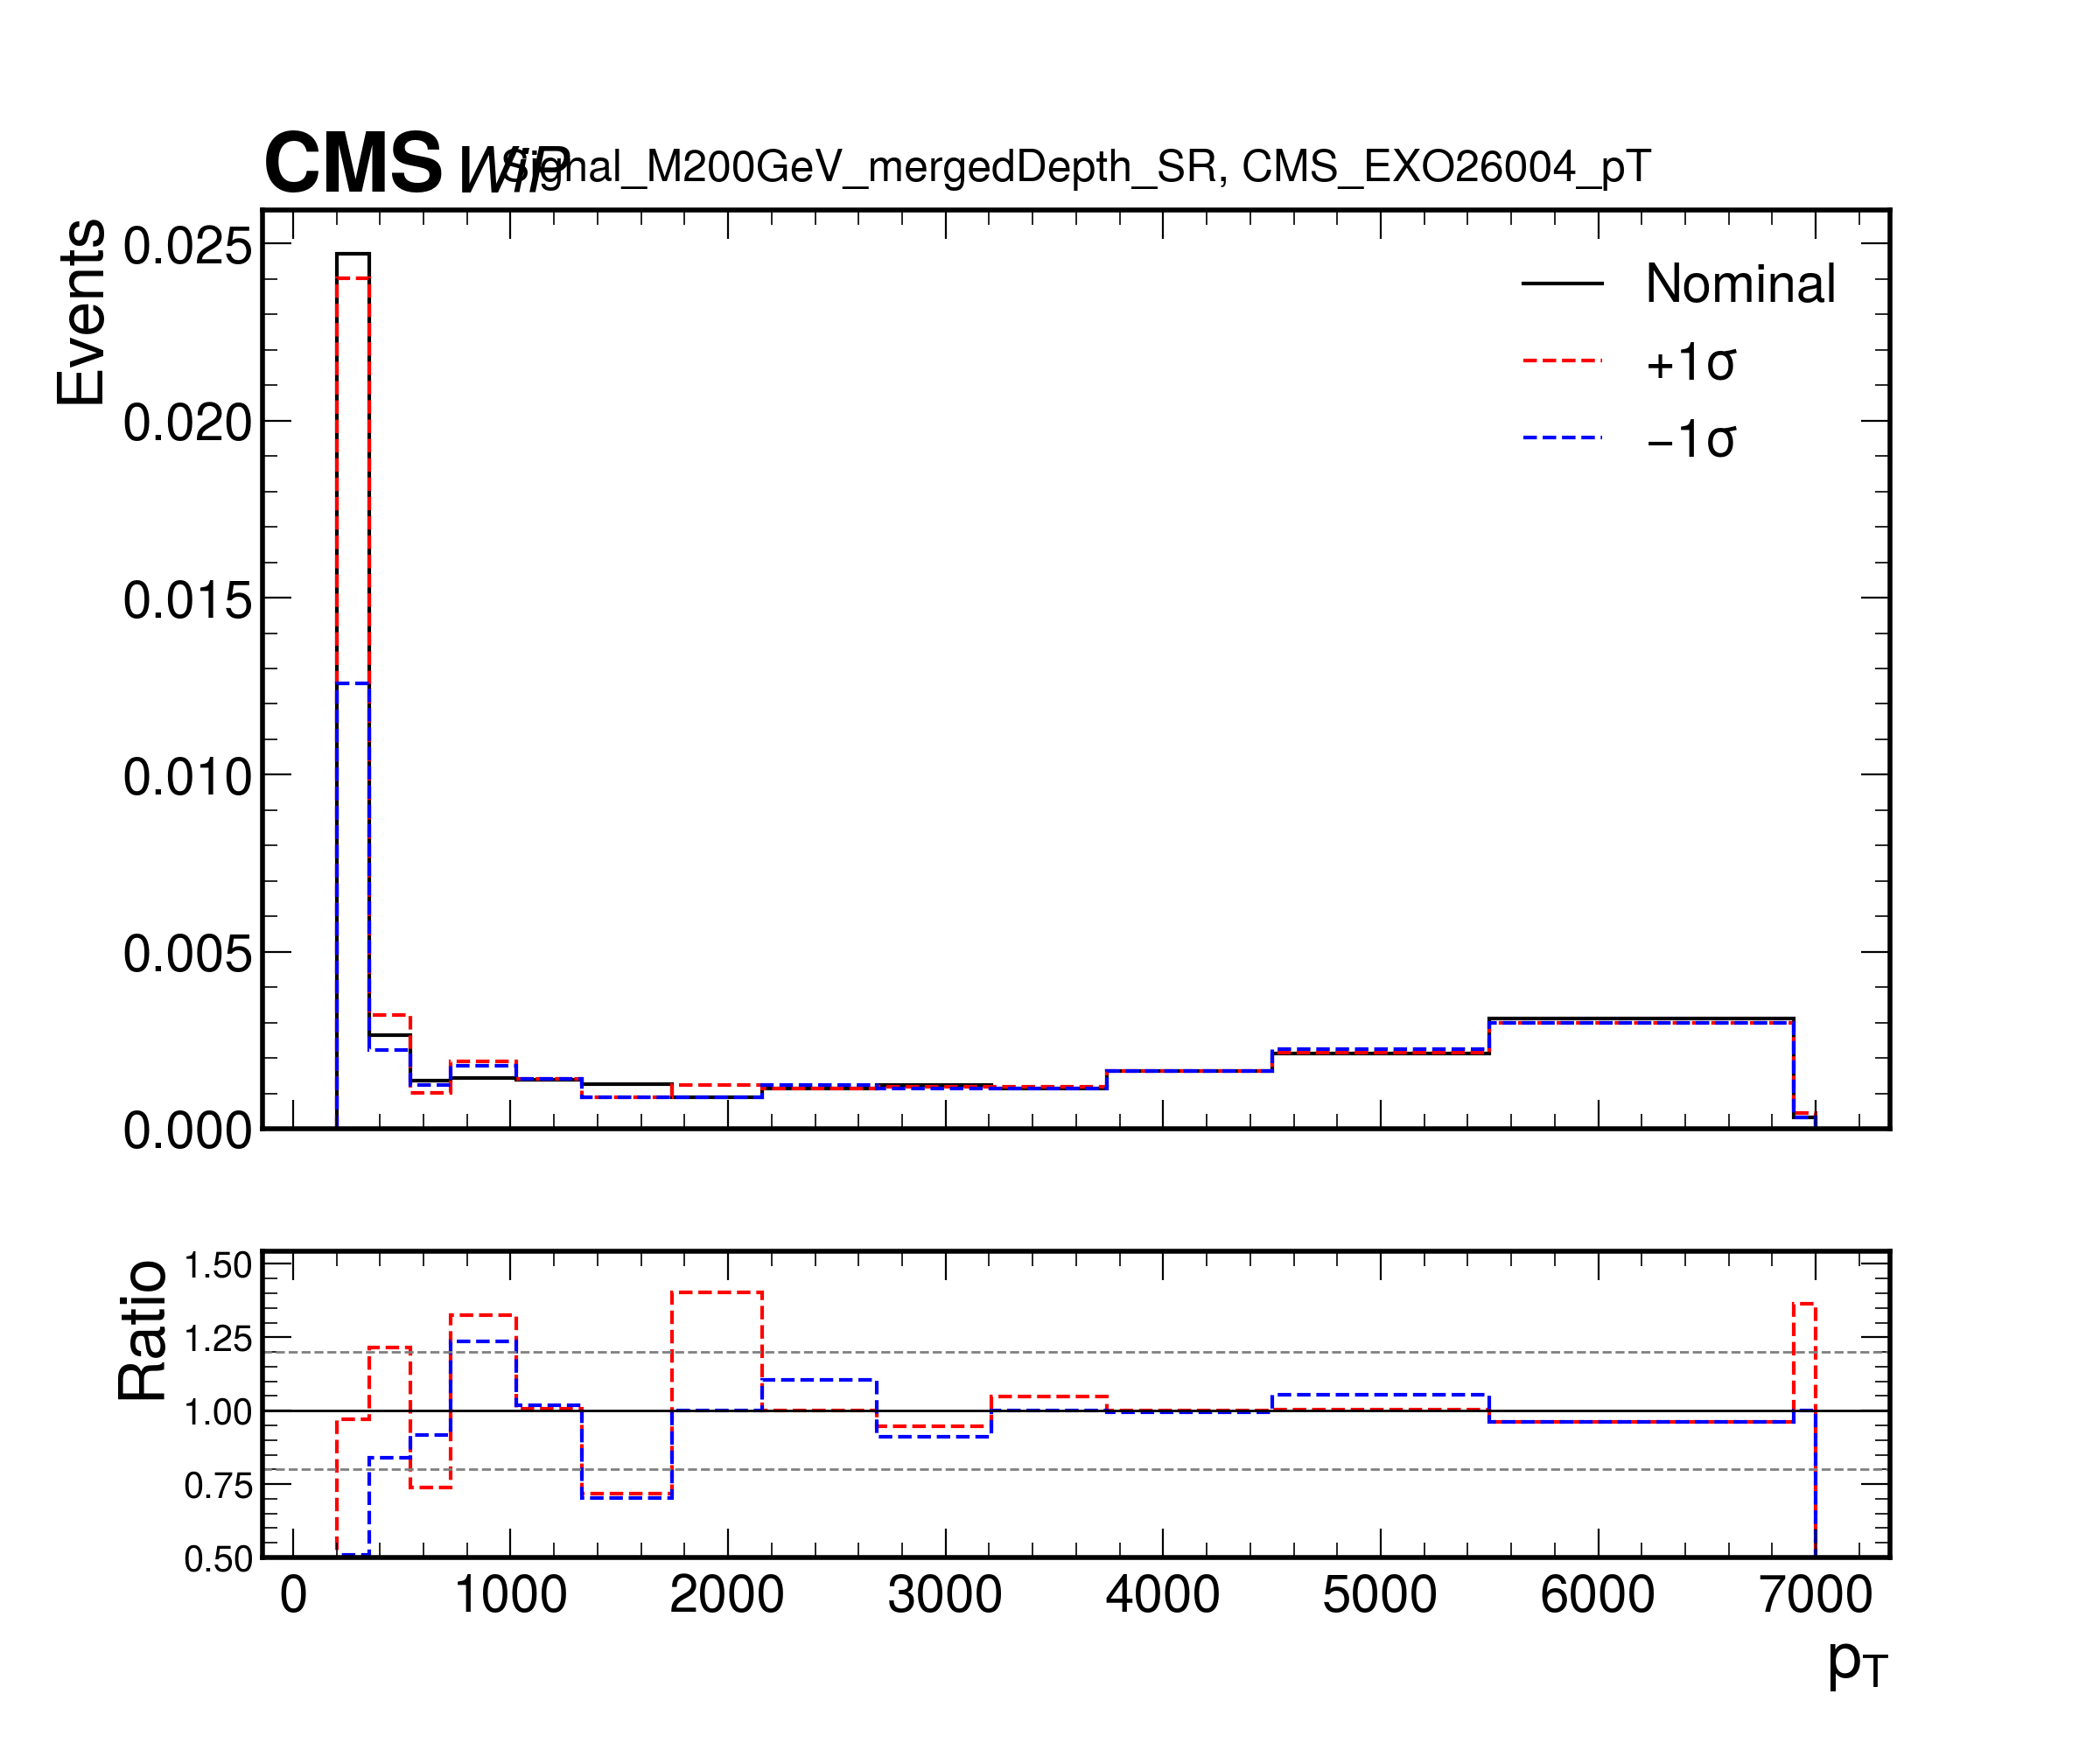 CMS WiP Signal_M200GeV_mergedDepth_SR, CMS_EXO26004_pT
Events
0.025
0.020
0.015
0.010
0.005
0.000
Nominal
+1σ
−1σ
Ratio
1.50
1.25
1.00
0.75
0.50
0 1000 2000 3000 4000 5000 6000 7000
pT